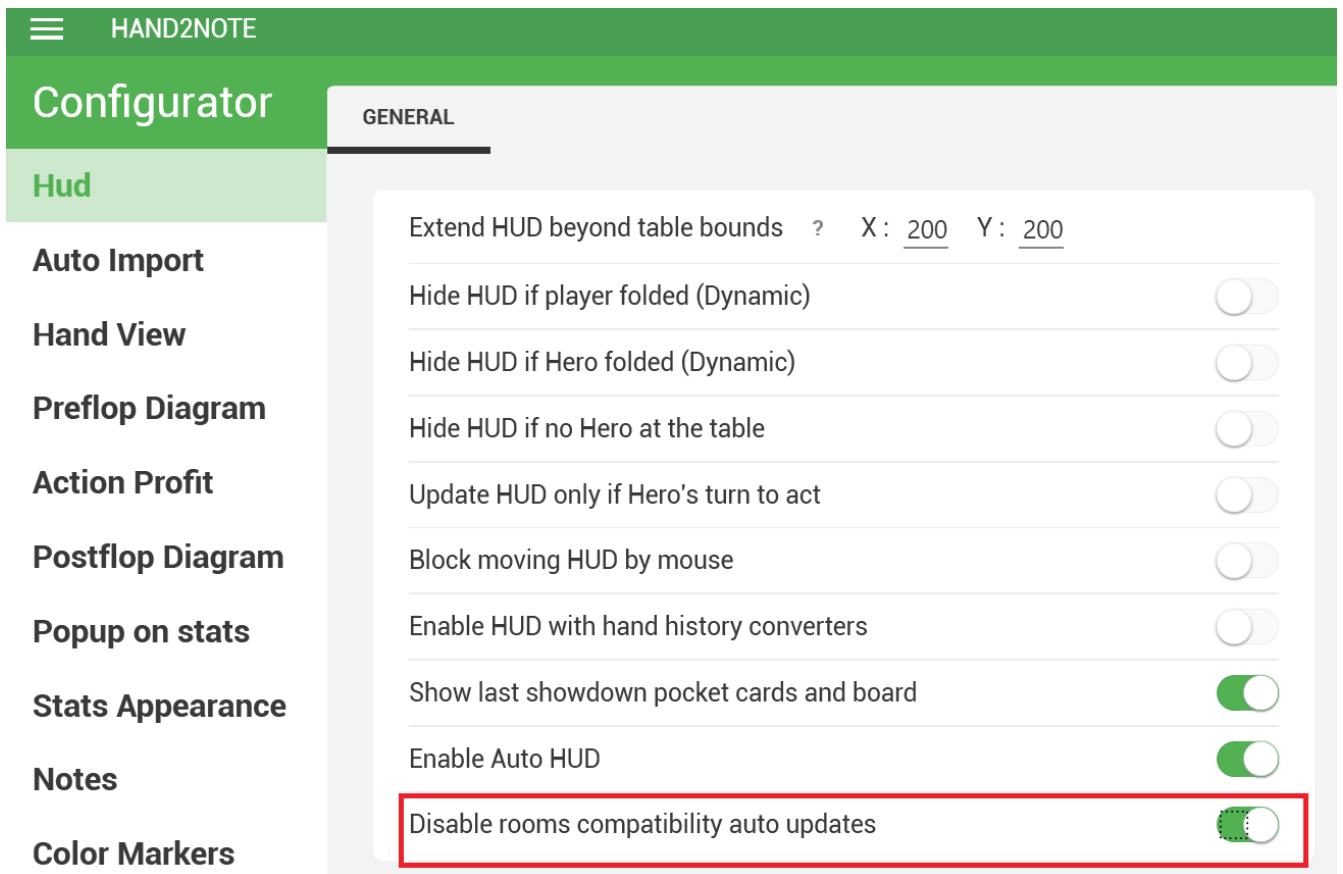 HAND2NOTE
Configurator
GENERAL
Hud
Auto Import
Hand View
Preflop Diagram
Action Profit
Postflop Diagram
Popup on stats
Stats Appearance
Notes
Color Markers
Extend HUD beyond table bounds ? X : 200 Y : 200
Hide HUD if player folded (Dynamic)
Hide HUD if Hero folded (Dynamic)
Hide HUD if no Hero at the table
Update HUD only if Hero's turn to act
Block moving HUD by mouse
Enable HUD with hand history converters
Show last showdown pocket cards and board
Enable Auto HUD
Disable rooms compatibility auto updates